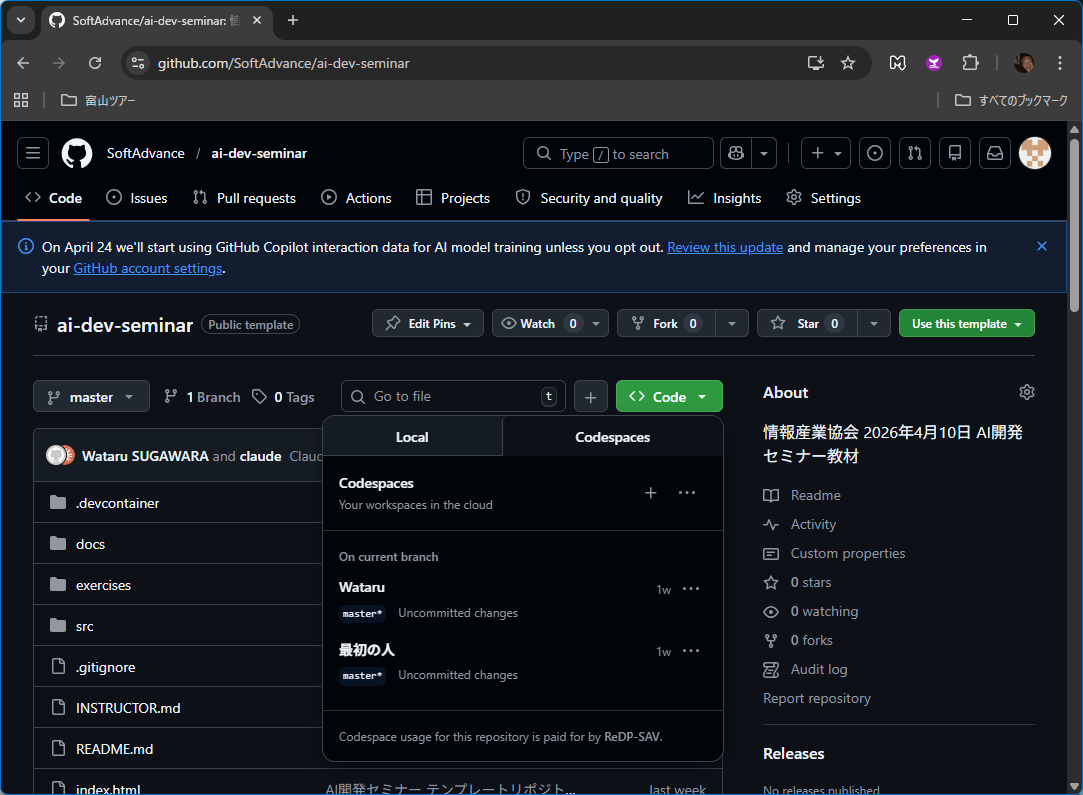 SoftAdvance/ai-dev-seminar: 情
github.com/SoftAdvance/ai-dev-seminar
富山ツアー
すべてのブックマーク
SoftAdvance / ai-dev-seminar
Type / to search
Code
Issues
Pull requests
Actions
Projects
Security and quality
Insights
Settings
On April 24 we'll start using GitHub Copilot interaction data for AI model training unless you opt out. Review this update and manage your preferences in
your GitHub account settings.
ai-dev-seminar
Public template
Edit Pins
Watch 0
Fork 0
Star 0
Use this template
master
1 Branch
0 Tags
Go to file t
Code
Local
Codespaces
Wataru SUGAWARA and claude Clauc
.devcontainer
docs
exercises
src
.gitignore
INSTRUCTOR.md
README.md
index.html
AI開発セミナー テンプレートリポジト...
last week
Codespaces
Your workspaces in the cloud
On current branch
Wataru
1w
master* Uncommitted changes
最初の人
1w
master* Uncommitted changes
Codespace usage for this repository is paid for by ReDP-SAV.
About
情報産業協会 2026年4月10日 AI開発
セミナー教材
Readme
Activity
Custom properties
0 stars
0 watching
0 forks
Audit log
Report repository
Releases
No releases published